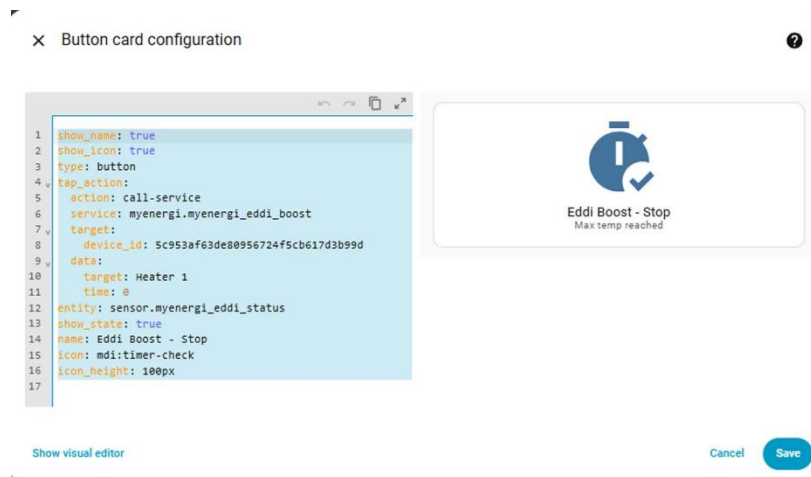 Button card configuration
1 show_name: true
2 show_icon: true
3 type: button
4 tap_action:
5   action: call-service
6   service: myenergi.myenergi_eddi_boost
7   target:
8     device_id: 5c953af63de80956724f5cb617d3b99d
9   data:
10     target: Heater 1
11     time: 0
12 entity: sensor.myenergi_eddi_status
13 show_state: true
14 name: Eddi Boost - Stop
15 icon: mdi:timer-check
16 icon_height: 100px
17
Eddi Boost - Stop
Max temp reached
Show visual editor
Cancel
Save